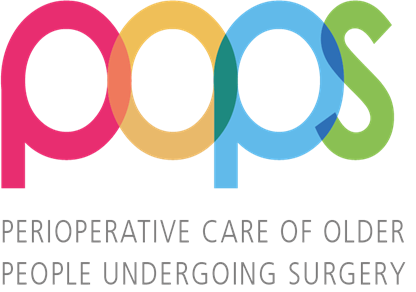 pops
PERIOPERATIVE CARE OF OLDER
PEOPLE UNDERGOING SURGERY